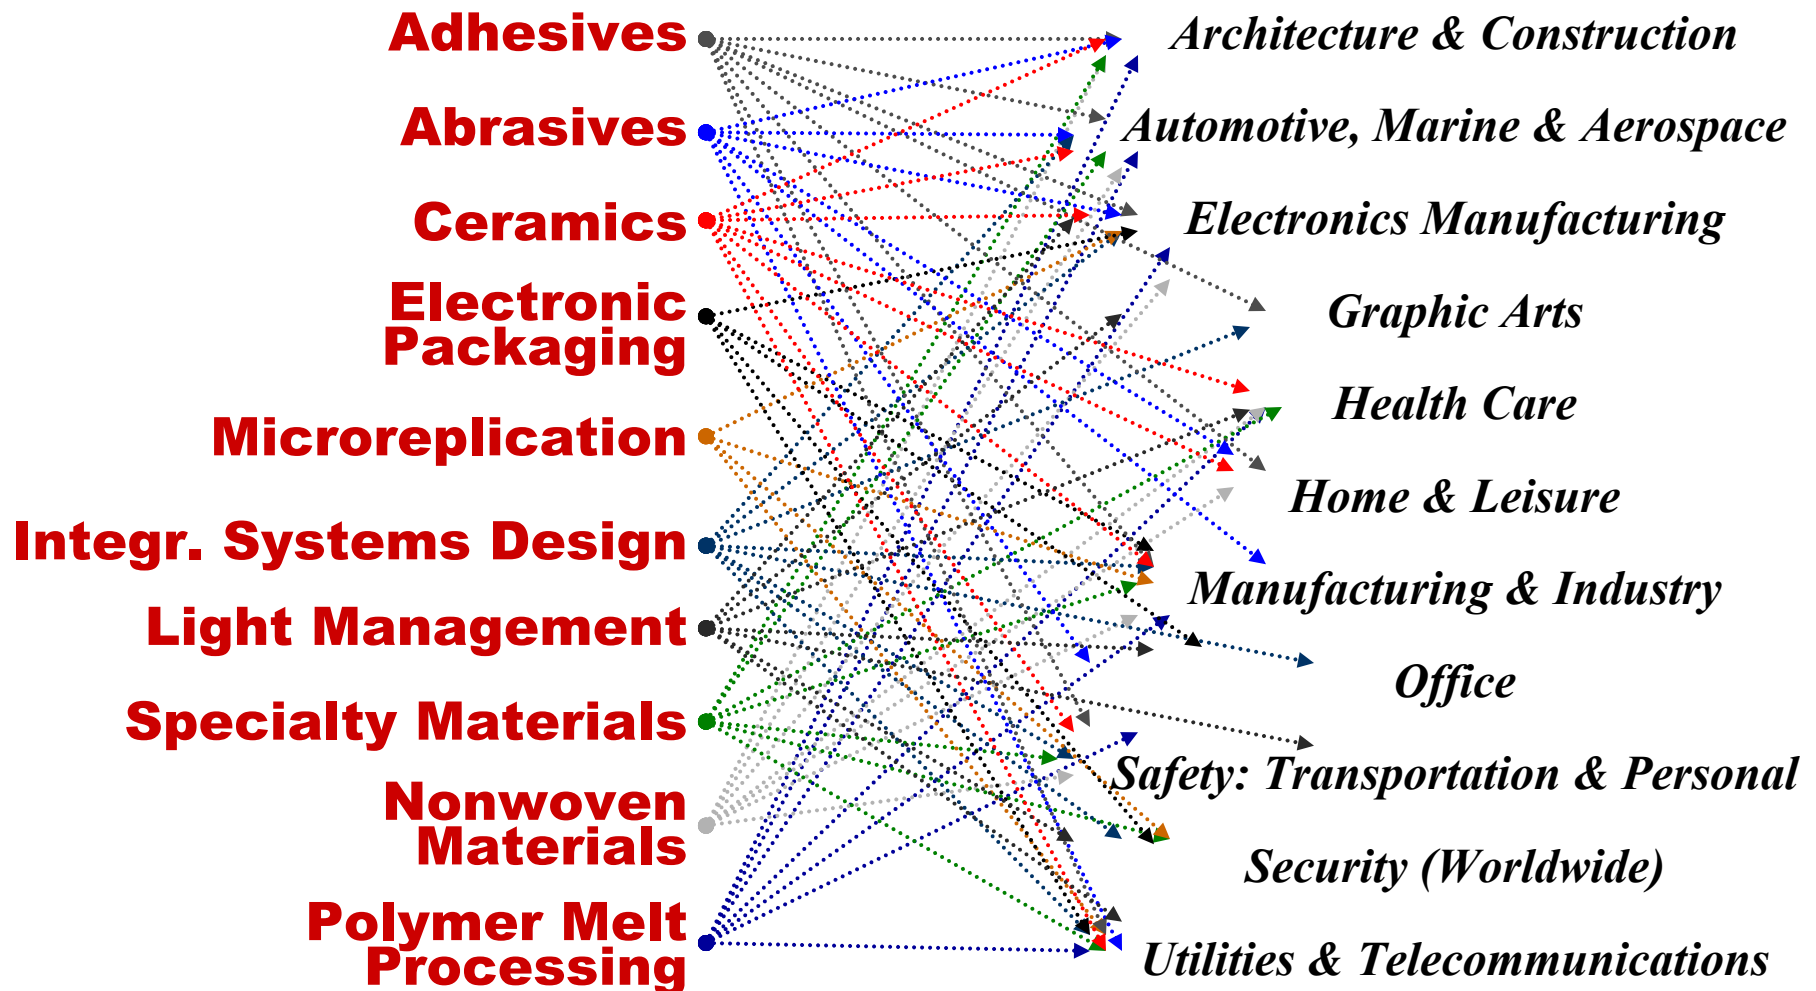 Adhesives
Abrasives
Ceramics
Electronic
Packaging
Microreplication
Integr. Systems Design
Light Management
Specialty Materials
Nonwoven
Materials
Polymer Melt
Processing
Architecture & Construction
Automotive, Marine & Aerospace
Electronics Manufacturing
Graphic Arts
Health Care
Home & Leisure
Manufacturing & Industry
Office
Safety: Transportation & Personal
Security (Worldwide)
Utilities & Telecommunications